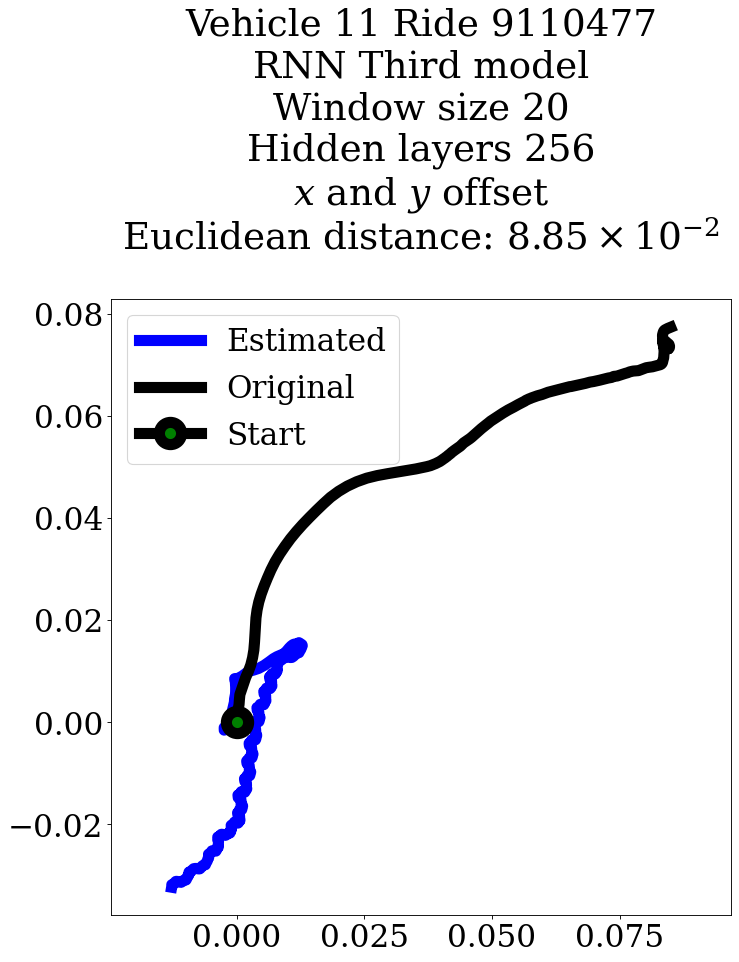 Vehicle 11 Ride 9110477
RNN Third model
Window size 20
Hidden layers 256
x and y offset
Euclidean distance: 8.85 × 10⁻²
Estimated
Original
Start
0.08
0.06
0.04
0.02
0.00
−0.02
0.000 0.025 0.050 0.075